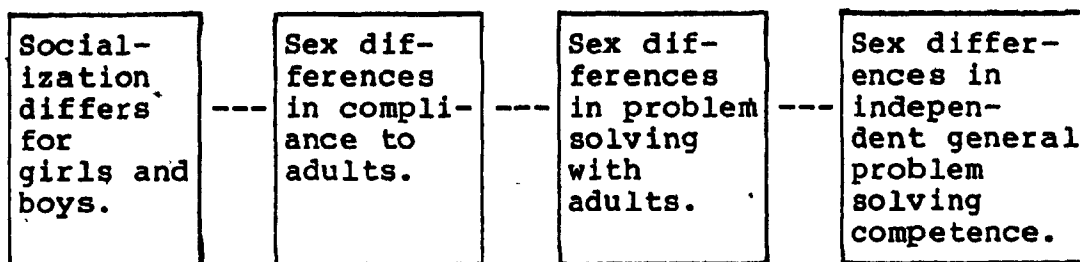 Social-
ization
differs
for
girls and
boys.
---
Sex dif-
ferences
in compli-
ance to
adults.
---
Sex dif-
ferences
in problem
solving
with
adults.
---
Sex differ-
ences in
indepen-
dent general
problem
solving
competence.